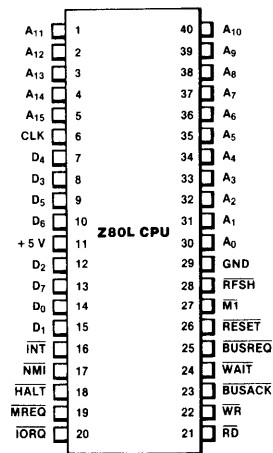 A11 1 40 A10
A12 2 39 A9
A13 3 38 A8
A14 4 37 A7
A15 5 36 A6
CLK 6 35 A5
D4 7 34 A4
D3 8 33 A3
D5 9 32 A2
D6 10 31 A1
Z80L CPU
+5 V 11 30 A0
D2 12 29 GND
D7 13 28 RFSH
D0 14 27 M1
D1 15 26 RESET
INT 16 25 BUSREQ
NMI 17 24 WAIT
HALT 18 23 BUSACK
MREQ 19 22 WR
IORQ 20 21 RD